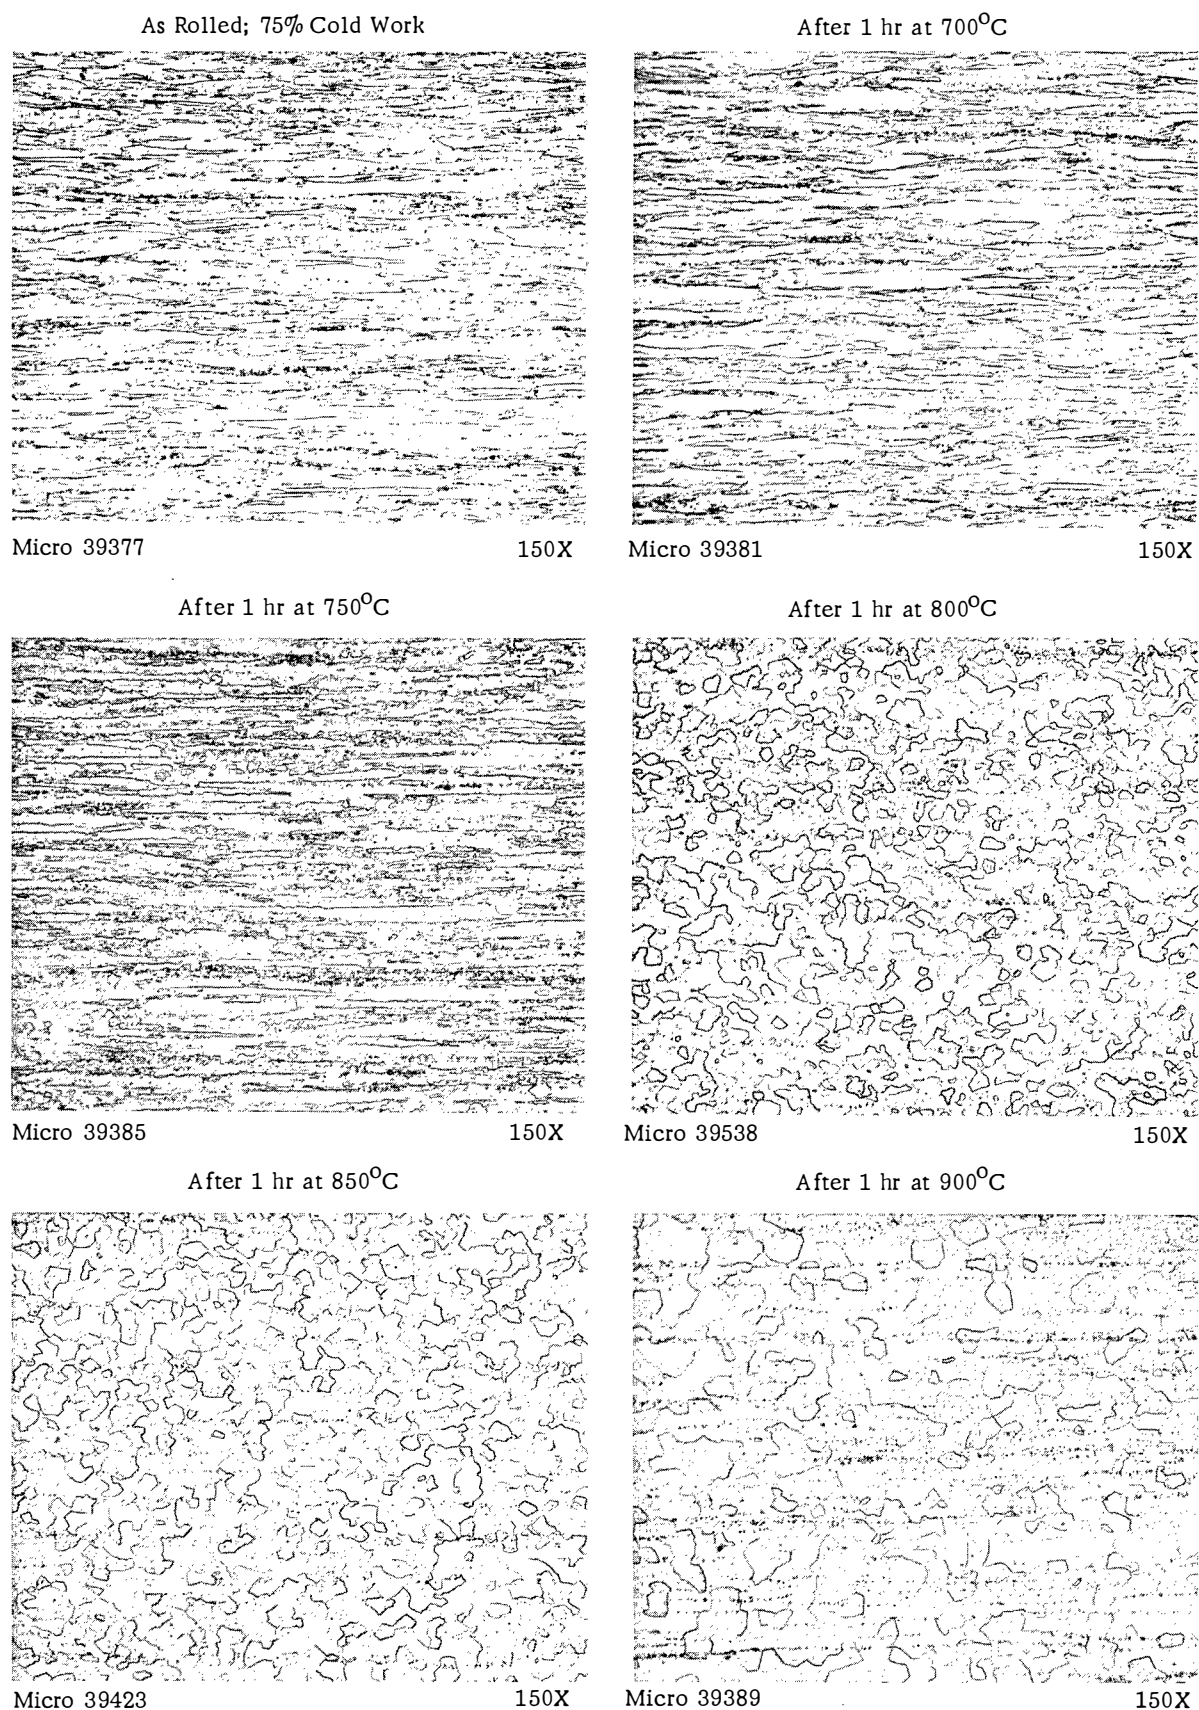 As Rolled; 75% Cold Work
After 1 hr at 700°C
Micro 39377 150X
Micro 39381 150X
After 1 hr at 750°C
After 1 hr at 800°C
Micro 39385 150X
Micro 39538 150X
After 1 hr at 850°C
After 1 hr at 900°C
Micro 39423 150X
Micro 39389 150X